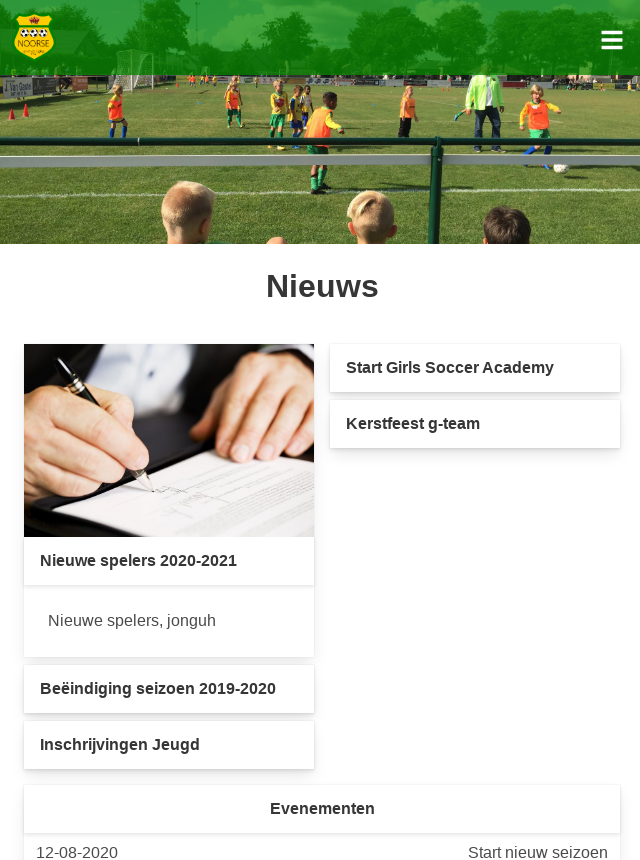 NOORSE
Nieuws
Nieuwe spelers 2020-2021
Nieuwe spelers, jonguh
Beëindiging seizoen 2019-2020
Inschrijvingen Jeugd
Start Girls Soccer Academy
Kerstfeest g-team
Evenementen
12-08-2020 Start nieuw seizoen